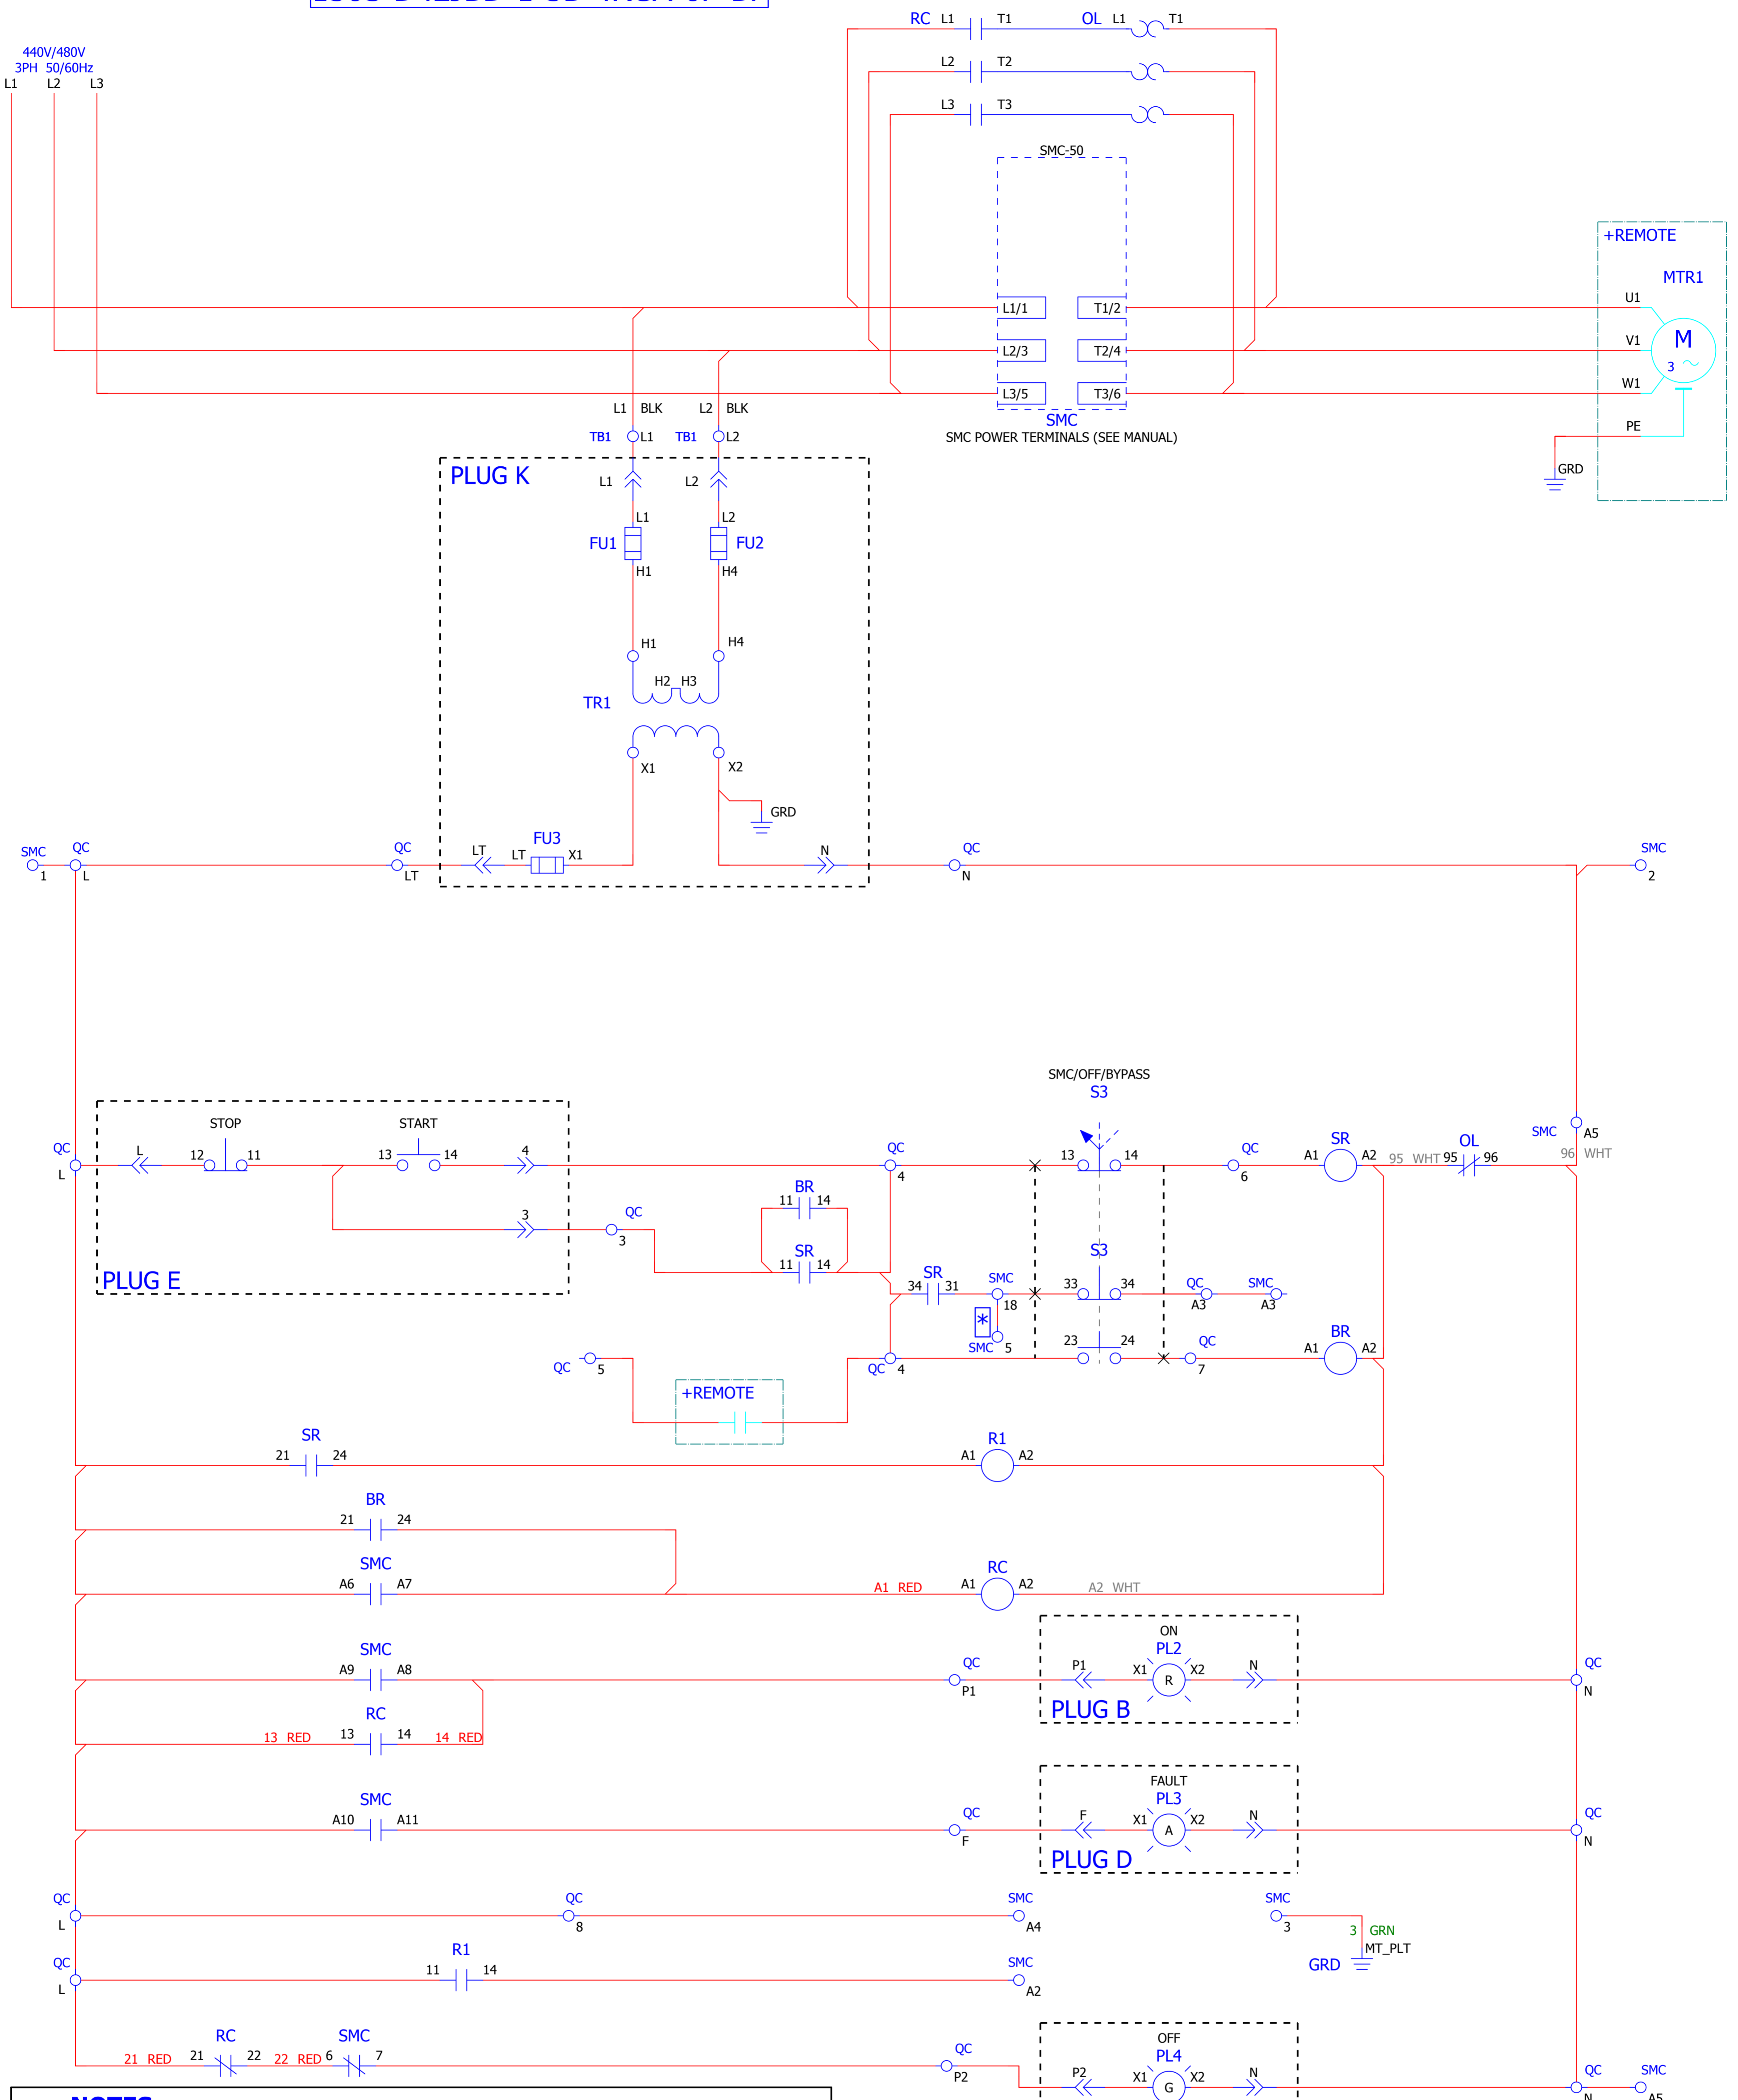 RC L1 T1 OL L1 T1
440V/480V
3PH 50/60Hz
L1 L2 L3
L2 T2
L3 T3
SMC-50
+REMOTE
MTR1
U1
L1/1 T1/2
M
3
V1
L2/3 T2/4
W1
L3/5 T3/6
L1 BLK L2 BLK
SMC
PE
TB1 L1 TB1 L2
SMC POWER TERMINALS (SEE MANUAL)
PLUG K
GRD
L1 L2
L1 L2
FU1 FU2
H1 H4
H1 H4
H2 H3
TR1
X1 X2
GRD
FU3
SMC QC QC LT LT X1 N QC SMC
1 L LT N 2
SMC/OFF/BYPASS
S3
STOP START
SMC A5
QC L 12 11 13 14 4 QC 13 14 QC SR OL
A1 A2 95 WHT 95 96 96 WHT
L 4 6
BR
11 14
3 QC
3
SR S3
11 14
PLUG E
SR SMC QC SMC
34 31 33 34
18 A3 A3
*
SMC 5 23 24 QC BR
A1 A2
QC 5 QC 4 7
+REMOTE
SR R1
21 24 A1 A2
BR
21 24
SMC RC
A6 A7 A1 RED A1 A2 A2 WHT
ON
SMC PL2
A9 A8 QC P1 X1 R X2 N QC
P1 N
PLUG B
RC
13 RED 13 14 14 RED
FAULT
SMC PL3
A10 A11 QC F X1 A X2 N QC
F N
PLUG D
QC QC SMC SMC
L 8 A4 3
3 GRN
MT_PLT
GRD
R1
QC 11 14 SMC
L A2
OFF
RC SMC PL4
21 RED 21 22 22 RED 6 7 QC
P2
P2 X1 G X2 N QC SMC